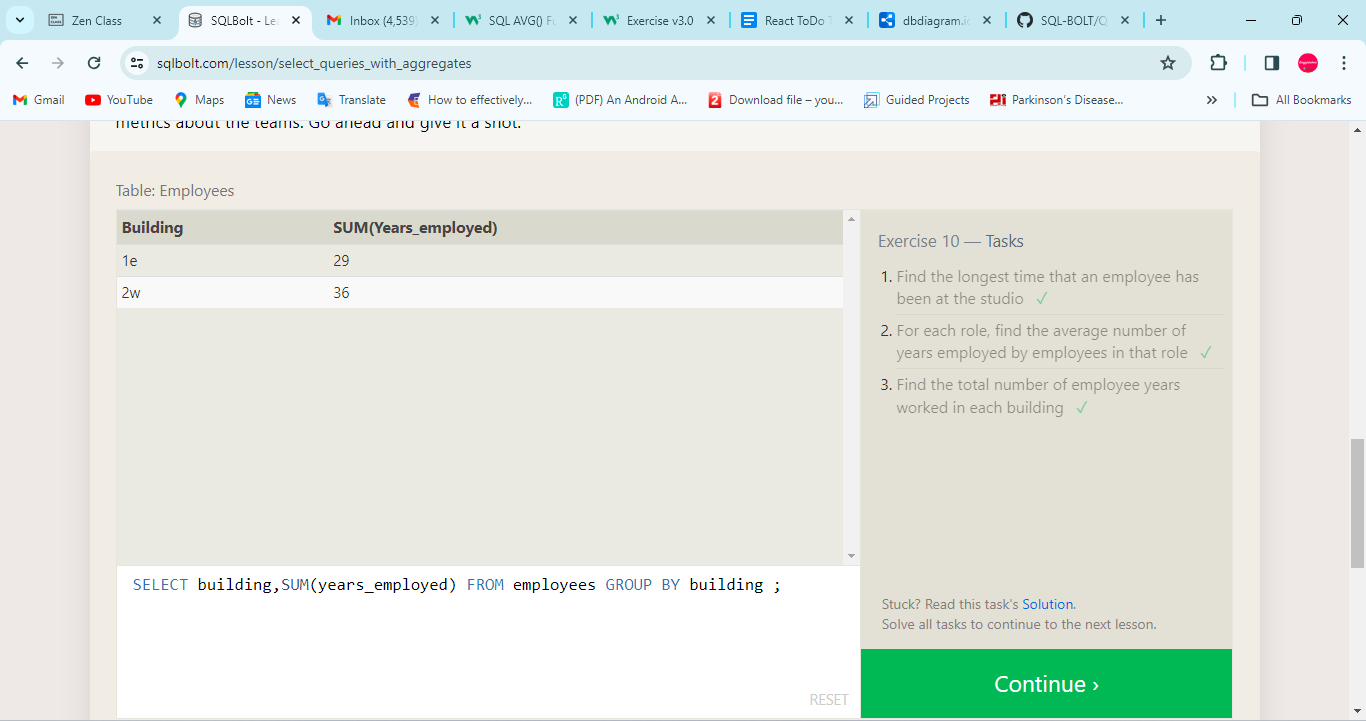 Zen Class
SQLBolt - Le
Inbox (4,539)
SQL AVG() Fu
Exercise v3.0
React ToDo T
dbdiagram.io
SQL-BOLT/Q
sqlbolt.com/lesson/select_queries_with_aggregates
Gmail
YouTube
Maps
News
Translate
How to effectively...
(PDF) An Android A...
Download file – you...
Guided Projects
Parkinson's Disease...
»
All Bookmarks
metrics about the teams. Go ahead and give it a shot.
Table: Employees
Building SUM(Years_employed)
1e 29
2w 36
SELECT building,SUM(years_employed) FROM employees GROUP BY building ;
RESET
Exercise 10 — Tasks
1. Find the longest time that an employee has
been at the studio ✓
2. For each role, find the average number of
years employed by employees in that role ✓
3. Find the total number of employee years
worked in each building ✓
Stuck? Read this task's Solution.
Solve all tasks to continue to the next lesson.
Continue ›